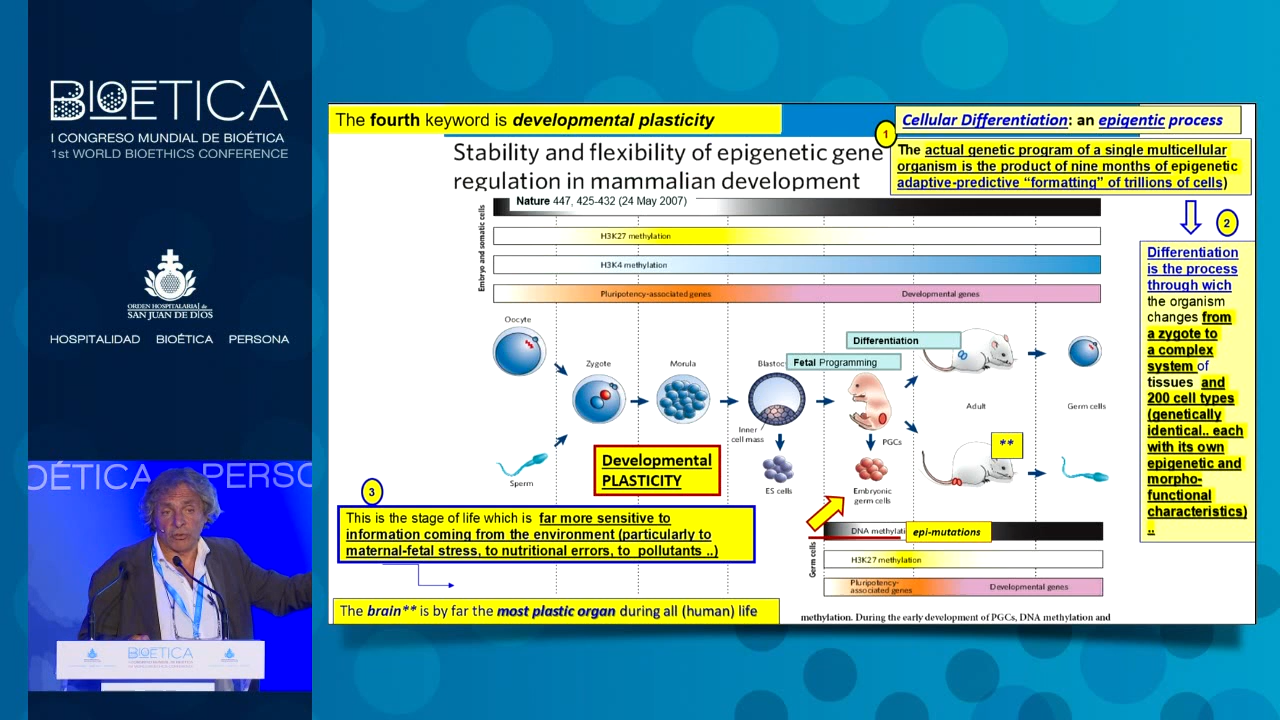 BIOETICA
I CONGRESO MUNDIAL DE BIOÉTICA
1st WORLD BIOETHICS CONFERENCE
ORDEN HOSPITALARIA de
SAN JUAN DE DIOS
HOSPITALIDAD BIOÉTICA PERSONA
OÉTICA PERSO
BIOETICA
The fourth keyword is developmental plasticity
Cellular Differentiation: an epigentic process
1
The actual genetic program of a single multicellular
organism is the product of nine months of epigenetic
adaptive-predictive “formatting” of trillions of cells)
Stability and flexibility of epigenetic gene
regulation in mammalian development
Nature 447, 425-432 (24 May 2007)
Embryo and somatic cells
H3K27 methylation
H3K4 methylation
Pluripotency-associated genes
Developmental genes
2
Differentiation
is the process
through wich
the organism
changes from
a zygote to
a complex
system of
tissues and
200 cell types
(genetically
identical.. each
with its own
epigenetic and
morpho-
functional
characteristics)
..
Oocyte
Zygote
Morula
Blastoc
Differentiation
Fetal Programming
Adult
Germ cells
Inner
cell mass
PGCs
**
Sperm
ES cells
Embryonic
germ cells
Developmental
PLASTICITY
3
This is the stage of life which is far more sensitive to
information coming from the environment (particularly to
maternal-fetal stress, to nutritional errors, to pollutants ..)
Germ cells
DNA methylati
epi-mutations
H3K27 methylation
Pluripotency-
associated genes
Developmental genes
The brain** is by far the most plastic organ during all (human) life
methylation. During the early development of PGCs, DNA methylation and